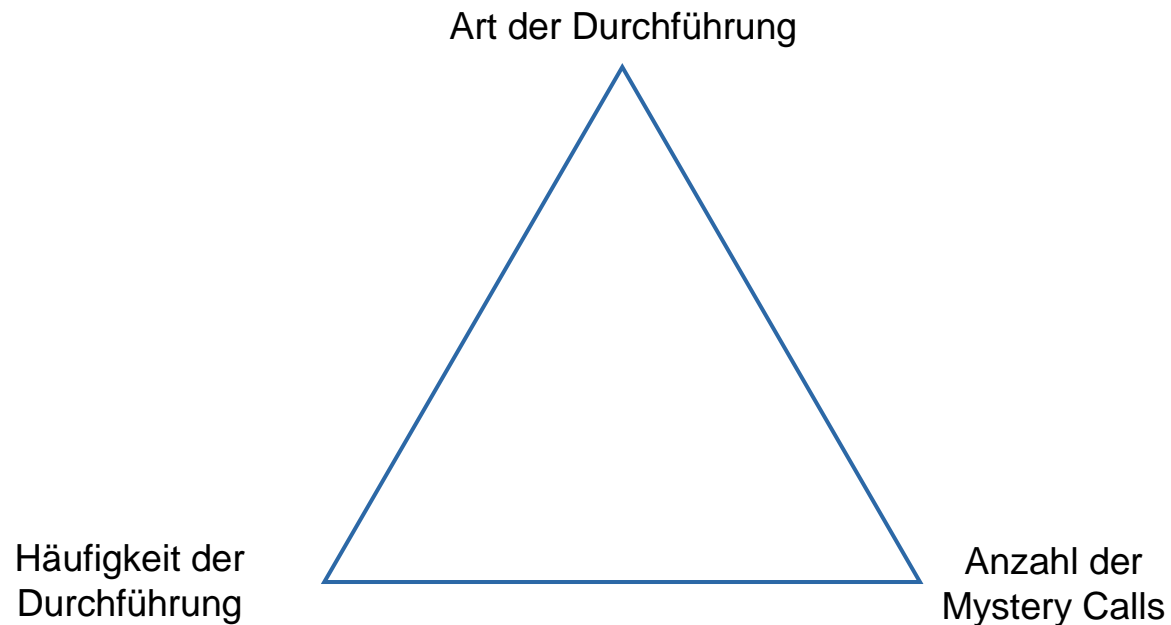 Art der Durchführung
Häufigkeit der
Durchführung
Anzahl der
Mystery Calls